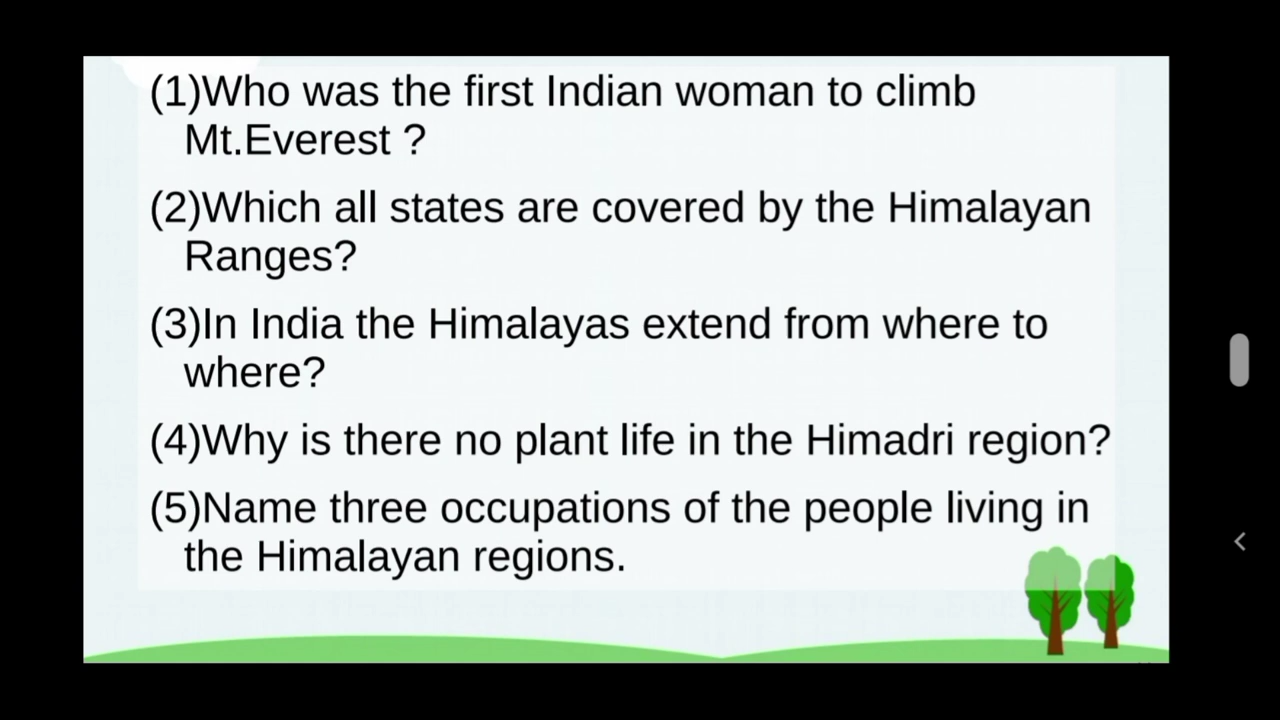 (1)Who was the first Indian woman to climb
Mt.Everest ?
(2)Which all states are covered by the Himalayan
Ranges?
(3)In India the Himalayas extend from where to
where?
(4)Why is there no plant life in the Himadri region?
(5)Name three occupations of the people living in
the Himalayan regions.